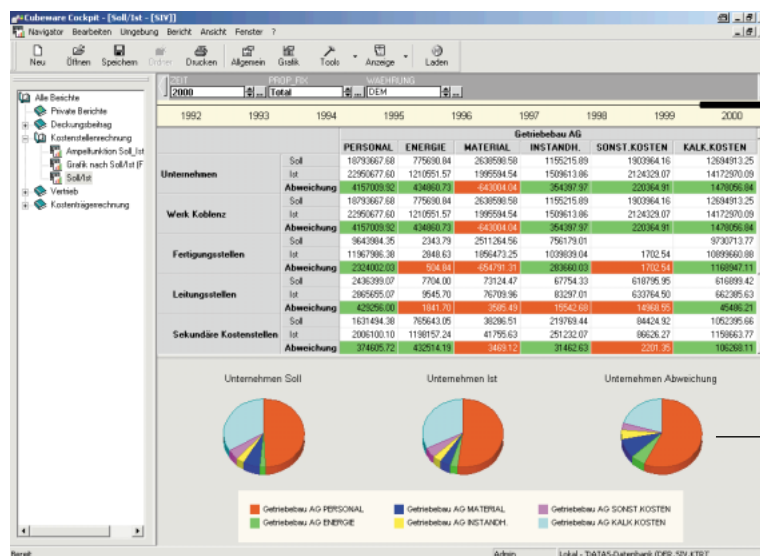 Cubeware Cockpit - [Soll/Ist - [SIV]]
Navigator Bearbeiten Umgebung Bericht Ansicht Fenster ?
Neu Öffnen Speichern Ordner Drucken Allgemein Grafik Tools Anzeige Laden
ZEIT PROP_FIX WAEHRUNG
2000 Total DEM
Alle Berichte
Private Berichte
Deckungsbeitrag
Kostenstellenrechnung
Ampelfunktion Soll_Ist
Grafik nach Soll/Ist (F
Soll/Ist
Vertrieb
Kostenträgerrechnung
1992 1993 1994 1995 1996 1997 1998 1999 2000
Getriebebau AG
PERSONAL ENERGIE MATERIAL INSTANDH. SONST.KOSTEN KALK.KOSTEN
Soll 18793667.68 775690.84 2638598.58 1155215.89 1903964.16 12694913.25
Unternehmen Ist 22950677.60 1210551.57 1995594.54 1509613.86 2124329.07 14172970.09
Abweichung 4157009.92 434860.73 -643004.04 354397.97 220364.91 1478056.84
Soll 18793667.68 775690.84 2638598.58 1155215.89 1903964.16 12694913.25
Werk Koblenz Ist 22950677.60 1210551.57 1995594.54 1509613.86 2124329.07 14172970.09
Abweichung 4157009.92 434860.73 -643004.04 354397.97 220364.91 1478056.84
Soll 9643984.35 2343.79 2511264.56 756179.01 9730713.77
Fertigungsstellen Ist 11967986.38 2848.63 1856473.25 1039839.04 1702.54 10899660.88
Abweichung 2324002.03 504.84 -654791.31 283660.03 1702.54 1168947.11
Soll 2436399.07 7704.00 73124.47 67754.33 618795.95 616899.42
Leitungsstellen Ist 2865655.07 9545.70 76709.96 83297.01 633764.50 662385.63
Abweichung 429256.00 1841.70 3585.49 15542.68 14968.55 45486.21
Soll 1631494.38 765643.05 38286.51 219769.44 84424.92 1052395.66
Sekundäre Kostenstellen Ist 2006100.10 1198157.24 41755.63 251232.07 86626.27 1158663.77
Abweichung 374605.72 432514.19 3469.12 31462.63 2201.35 106268.11
Unternehmen Soll Unternehmen Ist Unternehmen Abweichung
Getriebebau AG PERSONAL Getriebebau AG MATERIAL Getriebebau AG SONST.KOSTEN
Getriebebau AG ENERGIE Getriebebau AG INSTANDH. Getriebebau AG KALK.KOSTEN
Bereit Admin